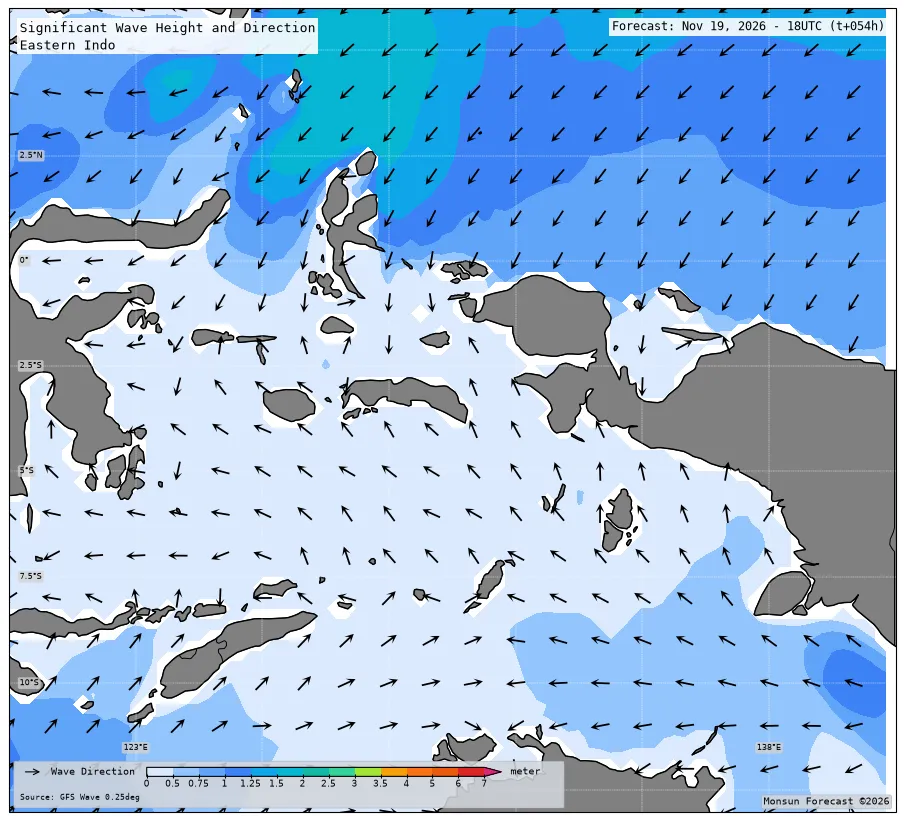 Significant Wave Height and Direction
Eastern Indo
Forecast: Nov 19, 2026 - 18UTC (t+054h)
2.5°N
0°
2.5°S
5°S
7.5°S
10°S
123°E
138°E
Wave Direction
meter
0 0.5 0.75 1 1.25 1.5 2 2.5 3 3.5 4 5 6 7
Source: GFS Wave 0.25deg
Monsun Forecast ©2026